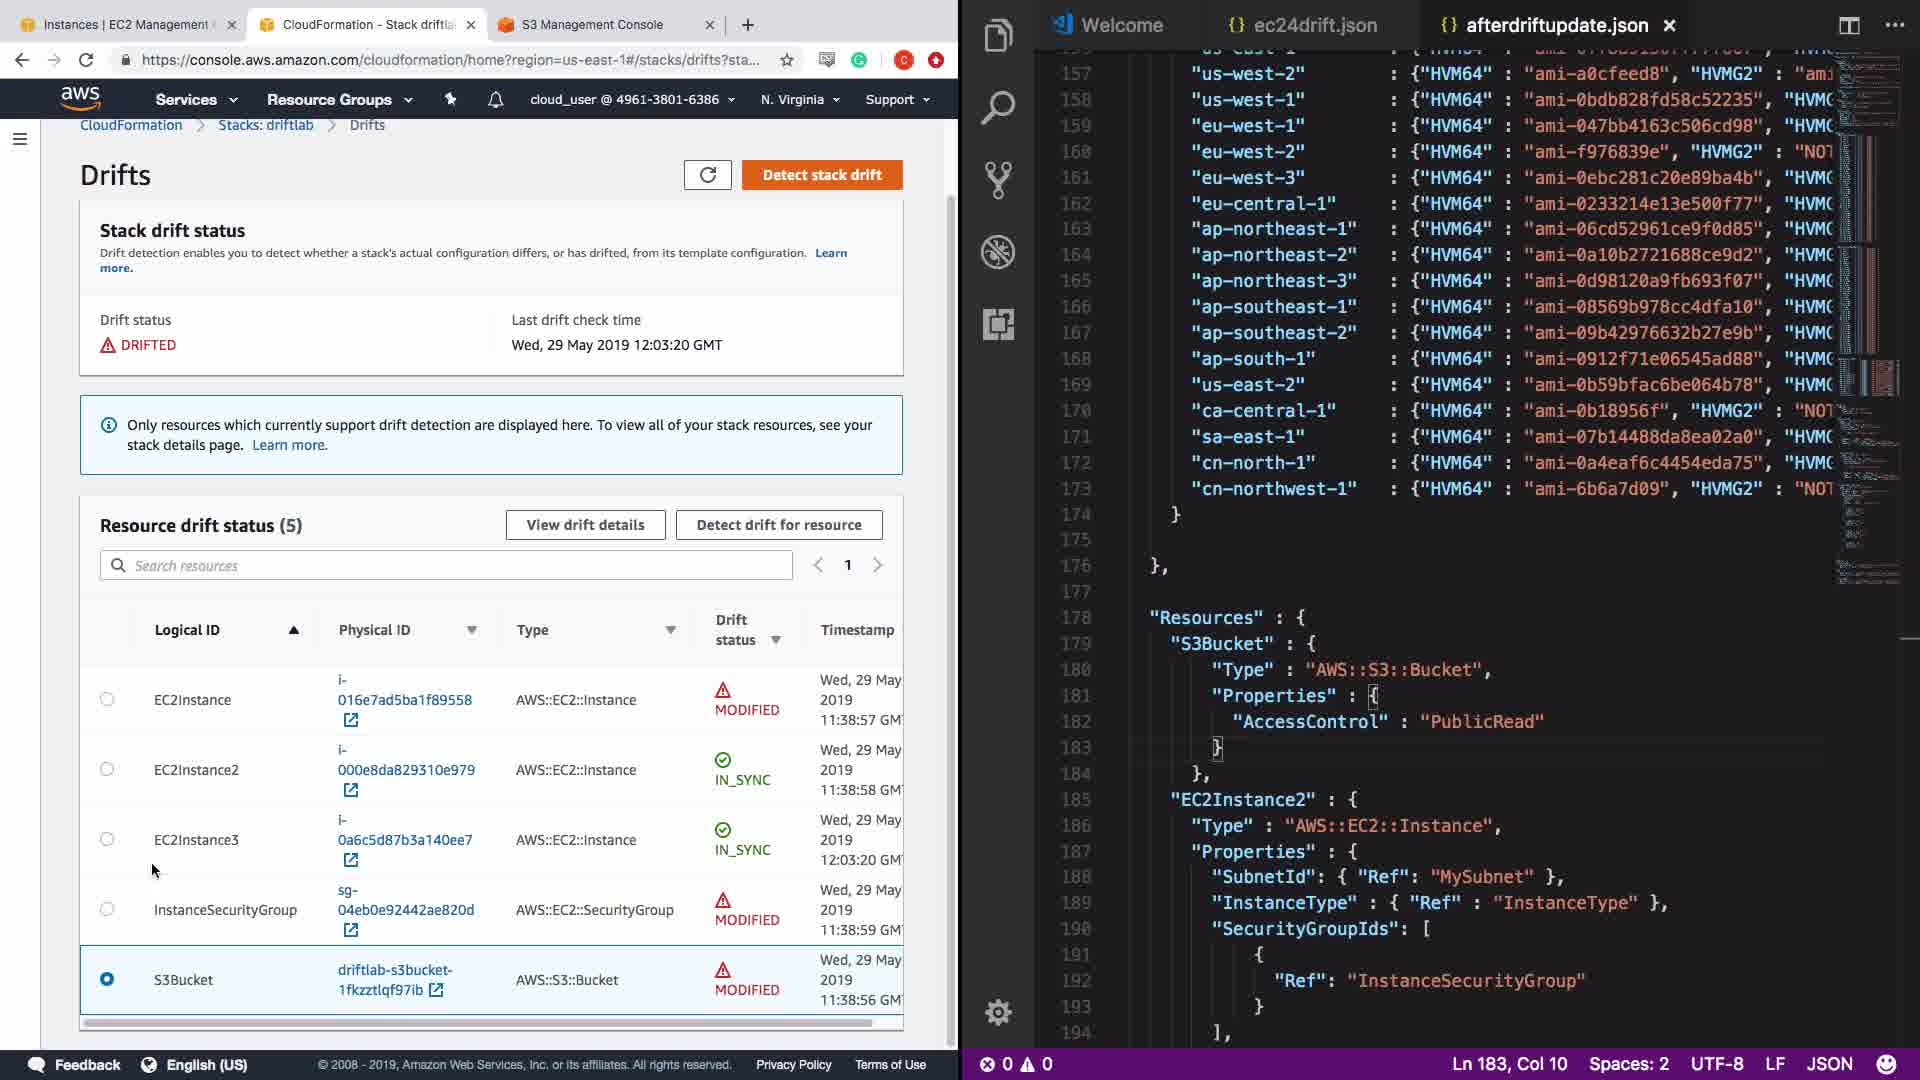 Instances | EC2 Management
CloudFormation - Stack driftla
S3 Management Console
https://console.aws.amazon.com/cloudformation/home?region=us-east-1#/stacks/drifts?sta...
aws
Services
Resource Groups
cloud_user @ 4961-3801-6386
N. Virginia
Support
CloudFormation
Stacks: driftlab
Drifts
Drifts
Detect stack drift
Stack drift status
Drift detection enables you to detect whether a stack's actual configuration differs, or has drifted, from its template configuration. Learn
more.
Drift status
Last drift check time
DRIFTED
Wed, 29 May 2019 12:03:20 GMT
Only resources which currently support drift detection are displayed here. To view all of your stack resources, see your
stack details page. Learn more.
Resource drift status (5)
View drift details
Detect drift for resource
Search resources
1
Logical ID
Physical ID
Type
Drift
status
Timestamp
EC2Instance
i-
016e7ad5ba1f89558
AWS::EC2::Instance
MODIFIED
Wed, 29 May
2019
11:38:57 GM
EC2Instance2
i-
000e8da829310e979
AWS::EC2::Instance
IN_SYNC
Wed, 29 May
2019
11:38:58 GM
EC2Instance3
i-
0a6c5d87b3a140ee7
AWS::EC2::Instance
IN_SYNC
Wed, 29 May
2019
12:03:20 GM
InstanceSecurityGroup
sg-
04eb0e92442ae820d
AWS::EC2::SecurityGroup
MODIFIED
Wed, 29 May
2019
11:38:59 GM
S3Bucket
driftlab-s3bucket-
1fkzztlqf97ib
AWS::S3::Bucket
MODIFIED
Wed, 29 May
2019
11:38:56 GM
Feedback
English (US)
© 2008 - 2019, Amazon Web Services, Inc. or its affiliates. All rights reserved.
Privacy Policy
Terms of Use
Welcome
{} ec24drift.json
{} afterdriftupdate.json
157 "us-west-2" : {"HVM64" : "ami-a0cfeed8", "HVMG2" : "ami
158 "us-west-1" : {"HVM64" : "ami-0bdb828fd58c52235", "HVMG
159 "eu-west-1" : {"HVM64" : "ami-047bb4163c506cd98", "HVMG
160 "eu-west-2" : {"HVM64" : "ami-f976839e", "HVMG2" : "NOT
161 "eu-west-3" : {"HVM64" : "ami-0ebc281c20e89ba4b", "HVMG
162 "eu-central-1" : {"HVM64" : "ami-0233214e13e500f77", "HVMG
163 "ap-northeast-1" : {"HVM64" : "ami-06cd52961ce9f0d85", "HVMG
164 "ap-northeast-2" : {"HVM64" : "ami-0a10b2721688ce9d2", "HVMG
165 "ap-northeast-3" : {"HVM64" : "ami-0d98120a9fb693f07", "HVMG
166 "ap-southeast-1" : {"HVM64" : "ami-08569b978cc4dfa10", "HVMG
167 "ap-southeast-2" : {"HVM64" : "ami-09b42976632b27e9b", "HVMG
168 "ap-south-1" : {"HVM64" : "ami-0912f71e06545ad88", "HVMG
169 "us-east-2" : {"HVM64" : "ami-0b59bfac6be064b78", "HVMG
170 "ca-central-1" : {"HVM64" : "ami-0b18956f", "HVMG2" : "NOT
171 "sa-east-1" : {"HVM64" : "ami-07b14488da8ea02a0", "HVMG
172 "cn-north-1" : {"HVM64" : "ami-0a4eaf6c4454eda75", "HVMG
173 "cn-northwest-1" : {"HVM64" : "ami-6b6a7d09", "HVMG2" : "NOT
174 }
175
176 },
177
178 "Resources" : {
179 "S3Bucket" : {
180 "Type" : "AWS::S3::Bucket",
181 "Properties" : {
182 "AccessControl" : "PublicRead"
183 }
184 },
185 "EC2Instance2" : {
186 "Type" : "AWS::EC2::Instance",
187 "Properties" : {
188 "SubnetId": { "Ref": "MySubnet" },
189 "InstanceType" : { "Ref" : "InstanceType" },
190 "SecurityGroupIds": [
191 {
192 "Ref": "InstanceSecurityGroup"
193 }
194 ],
0 0
Ln 183, Col 10
Spaces: 2
UTF-8
LF
JSON